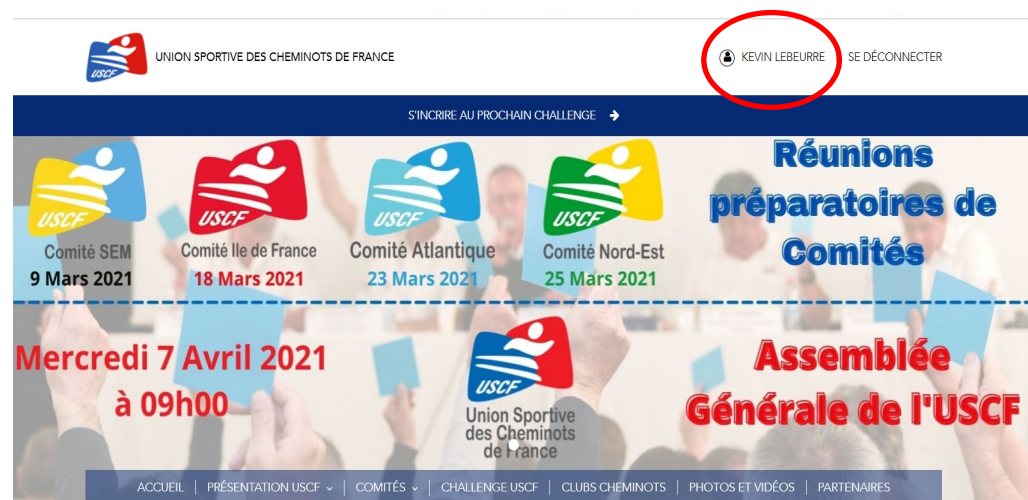 USCF
UNION SPORTIVE DES CHEMINOTS DE FRANCE
KEVIN LEBEURRE
SE DÉCONNECTER
S'INCRIRE AU PROCHAIN CHALLENGE
USCF
Comité SEM
9 Mars 2021
USCF
Comité Ile de France
18 Mars 2021
USCF
Comité Atlantique
23 Mars 2021
USCF
Comité Nord-Est
25 Mars 2021
Réunions
préparatoires de
Comités
Mercredi 7 Avril 2021
à 09h00
USCF
Union Sportive
des Cheminots
de France
Assemblée
Générale de l'USCF
ACCUEIL | PRÉSENTATION USCF | COMITÉS | CHALLENGE USCF | CLUBS CHEMINOTS | PHOTOS ET VIDÉOS | PARTENAIRES